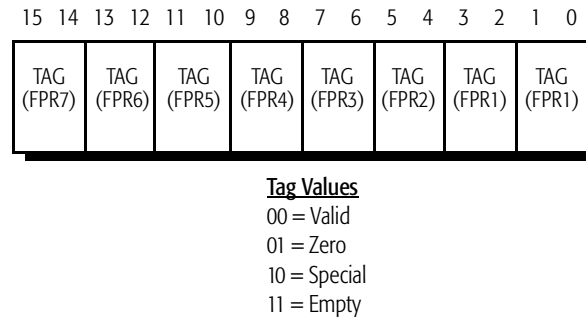 15 14 13 12 11 10 9 8 7 6 5 4 3 2 1 0
TAG TAG TAG TAG TAG TAG TAG TAG
(FPR7) (FPR6) (FPR5) (FPR4) (FPR3) (FPR2) (FPR1) (FPR1)
Tag Values
00 = Valid
01 = Zero
10 = Special
11 = Empty